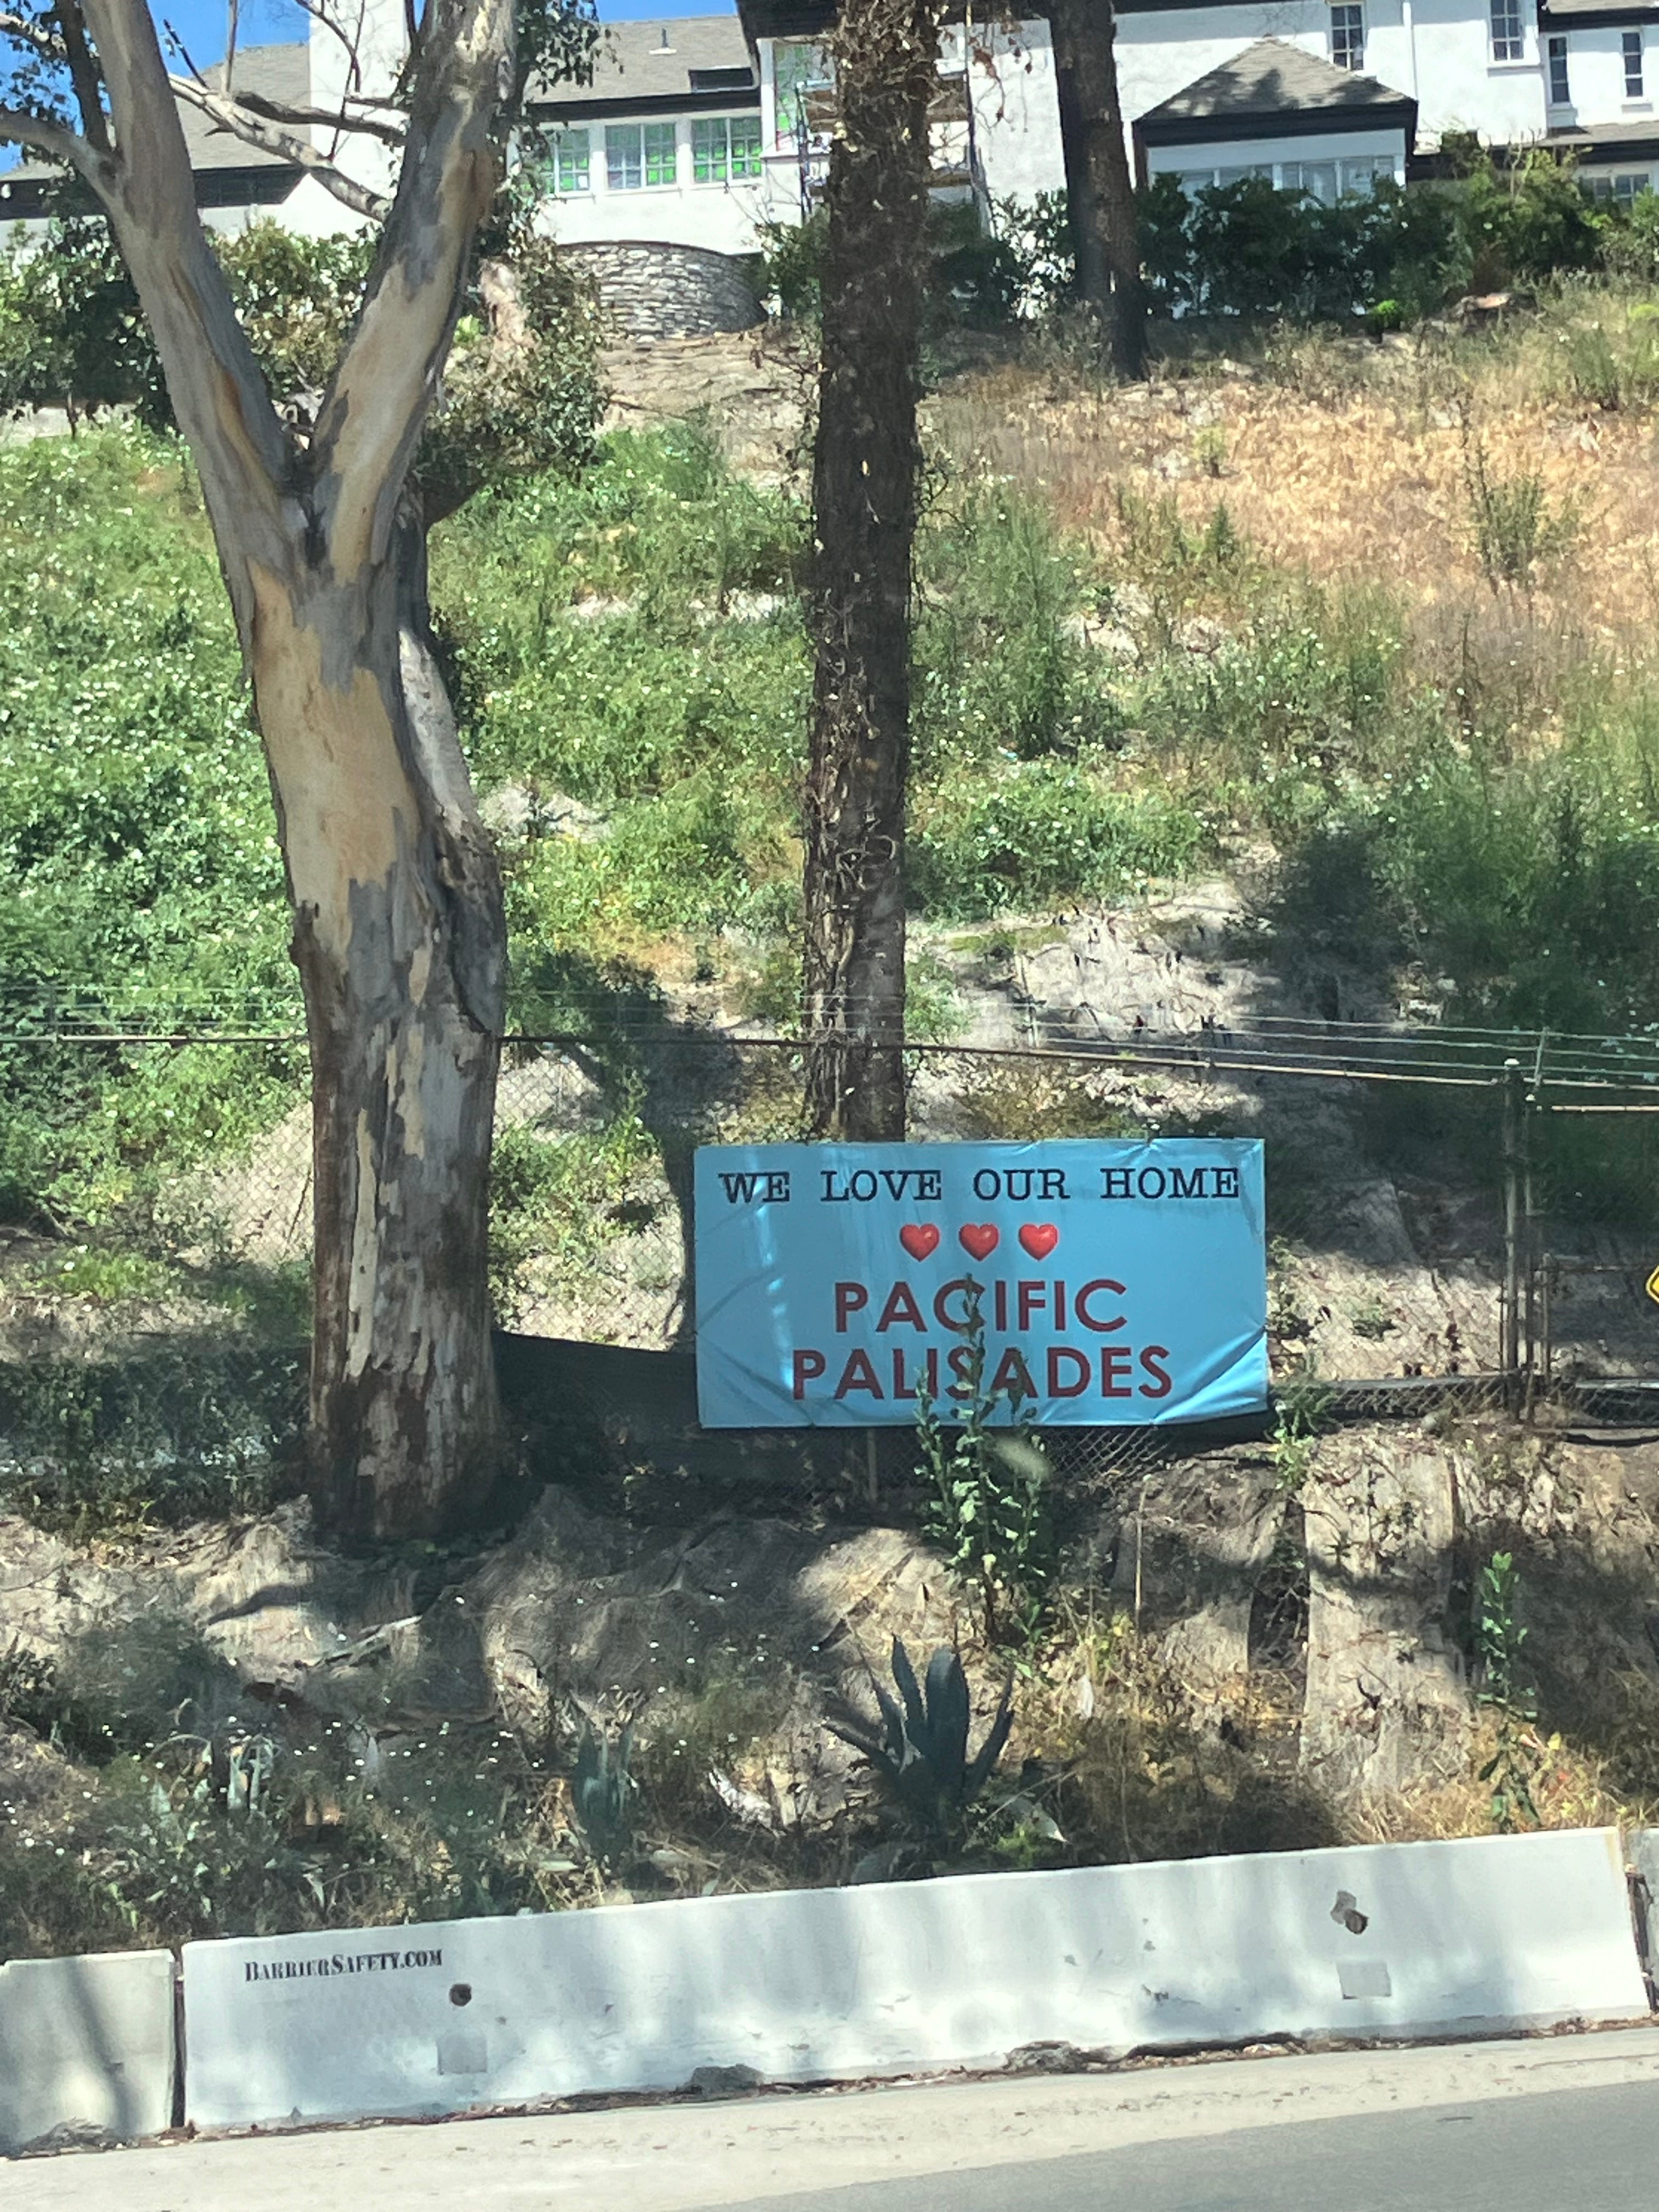 WE LOVE OUR HOME
PACIFIC
PALISADES
BARRIERSAFETY.COM